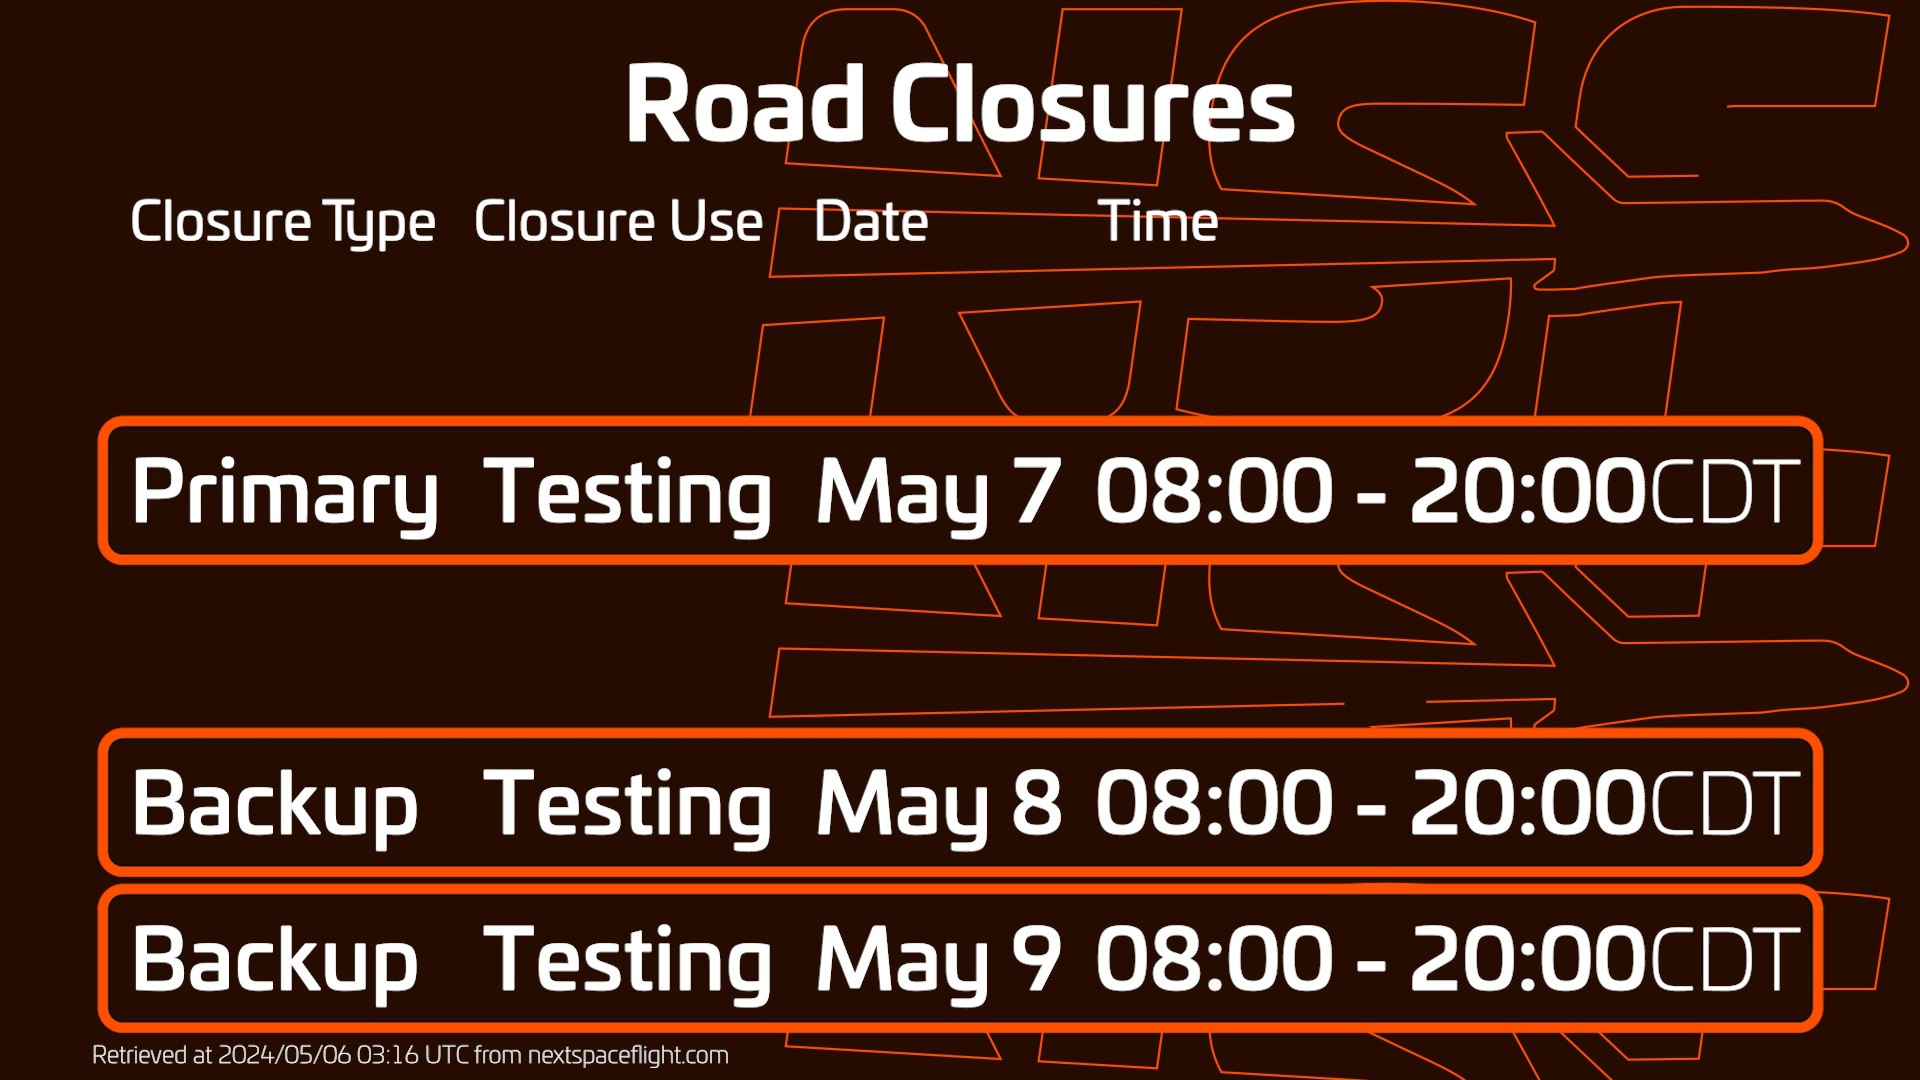 Road Closures
Closure Type Closure Use Date Time
Primary Testing May 7 08:00 - 20:00CDT
Backup Testing May 8 08:00 - 20:00CDT
Backup Testing May 9 08:00 - 20:00CDT
Retrieved at 2024/05/06 03:16 UTC from nextspaceflight.com